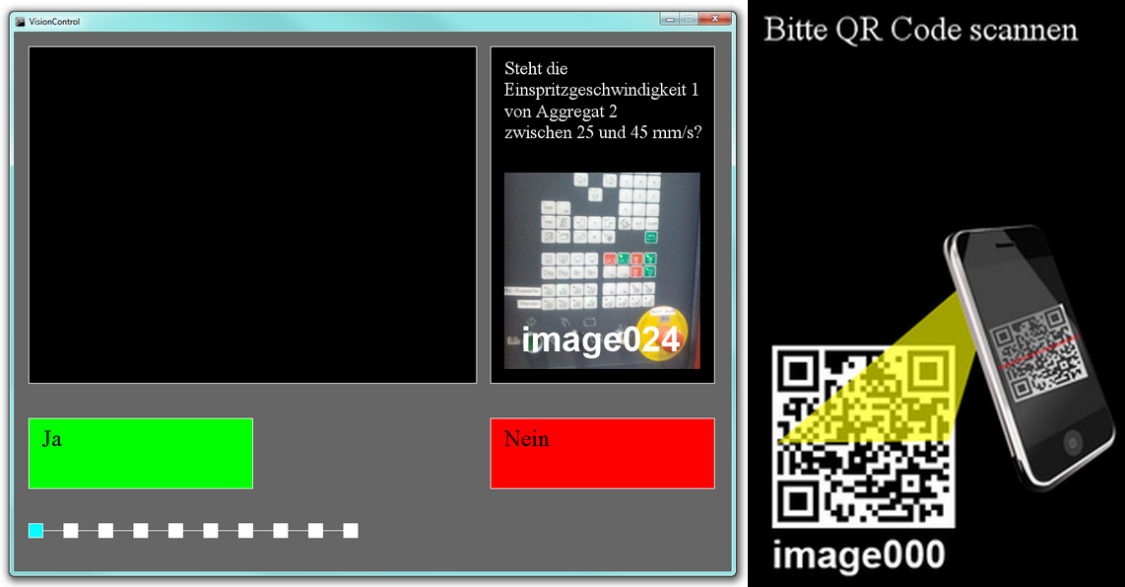 VisionControl
Steht die
Einspritzgeschwindigkeit 1
von Aggregat 2
zwischen 25 und 45 mm/s?
image024
Ja
Nein
Bitte QR Code scannen
image000